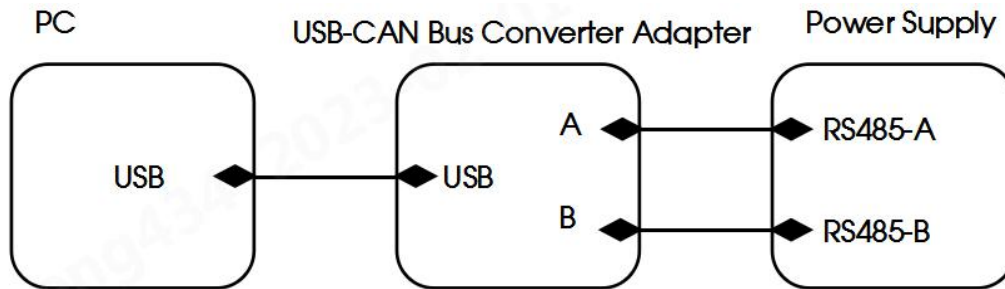 PC
USB-CAN Bus Converter Adapter
Power Supply
A
RS485-A
USB
USB
B
RS485-B